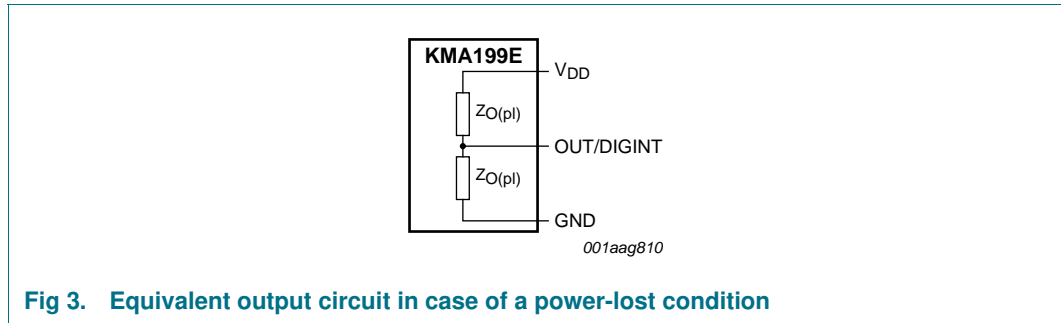 KMA199E
VDD
ZO(pl)
OUT/DIGINT
ZO(pl)
GND
001aag810
Fig 3. Equivalent output circuit in case of a power-lost condition